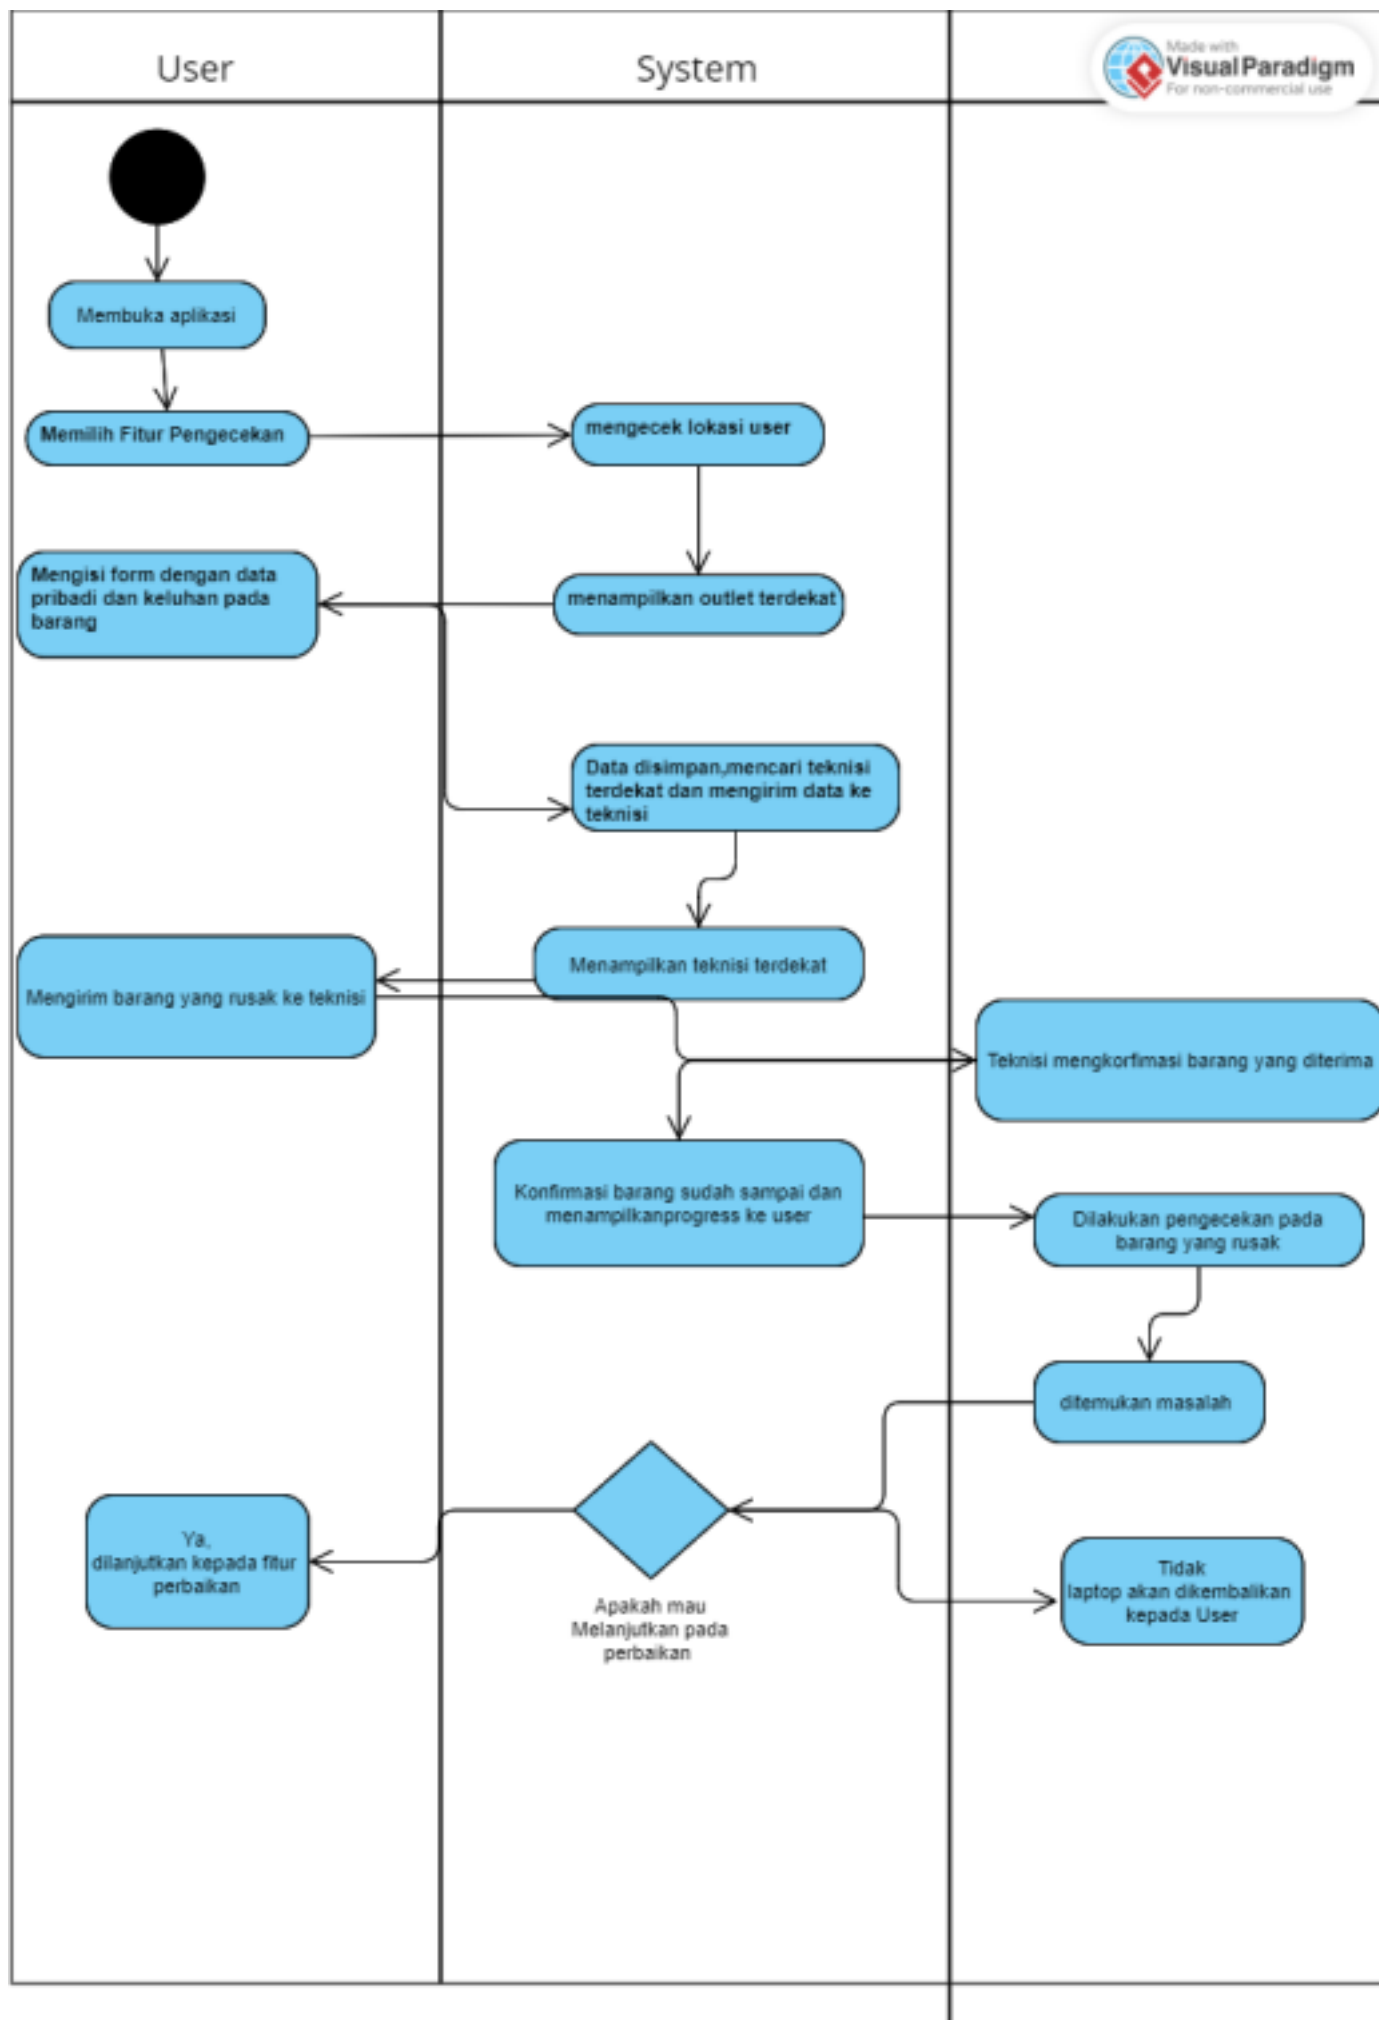 User
System
Made with
Visual Paradigm
For non-commercial use
Membuka aplikasi
Memilih Fitur Pengecekan
mengecek lokasi user
Mengisi form dengan data
pribadi dan keluhan pada
barang
menampilkan outlet terdekat
Data disimpan,mencari teknisi
terdekat dan mengirim data ke
teknisi
Menampilkan teknisi terdekat
Mengirim barang yang rusak ke teknisi
Teknisi mengkorfimasi barang yang diterima
Konfirmasi barang sudah sampai dan
menampilkanprogress ke user
Dilakukan pengecekan pada
barang yang rusak
ditemukan masalah
Ya,
dilanjutkan kepada fitur
perbaikan
Apakah mau
Melanjutkan pada
perbaikan
Tidak
laptop akan dikembalikan
kepada User